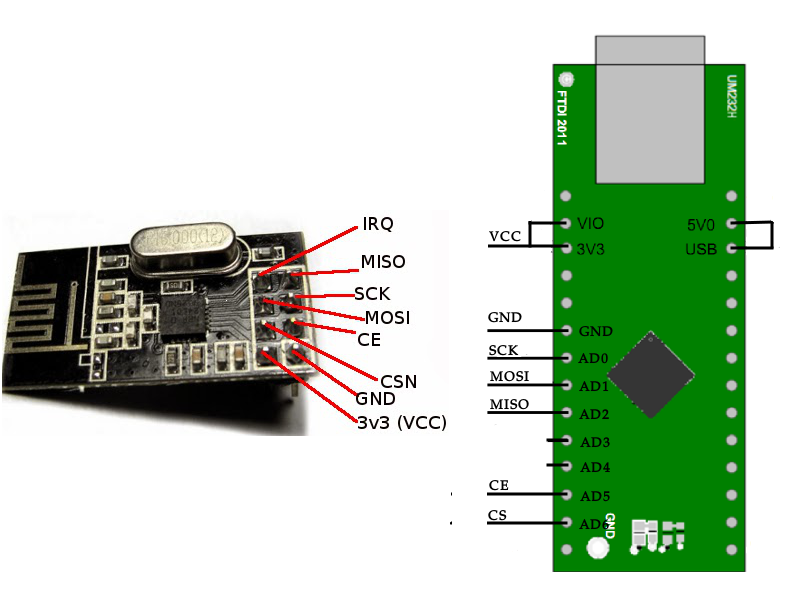 IRQ
MISO
SCK
MOSI
CE
CSN
GND
3v3 (VCC)
FTDI 2011
UM232H
VIO
5V0
VCC
3V3
USB
GND
GND
SCK
AD0
MOSI
AD1
MISO
AD2
AD3
AD4
CE
AD5
CS
AD6
GND